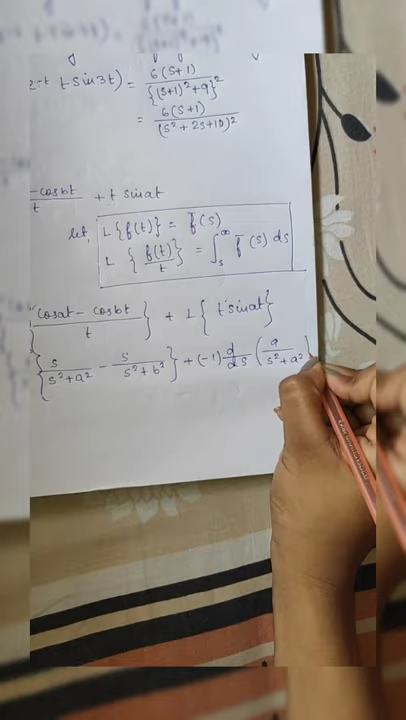 e^-t t sin3t) = 6(s+1) / {(s+1)²+9}²
= 6(s+1) / (s²+2s+10)²
-cosbt / t + t sinat
let, L{f(t)} = f̄(s)
L {f(t)/t} = ∫_s^∞ f̄(s) ds
{cosat - cosbt / t} + L{t sinat}
{s / s²+a² - s / s²+b²} + (-1) d/ds (a / s²+a²)